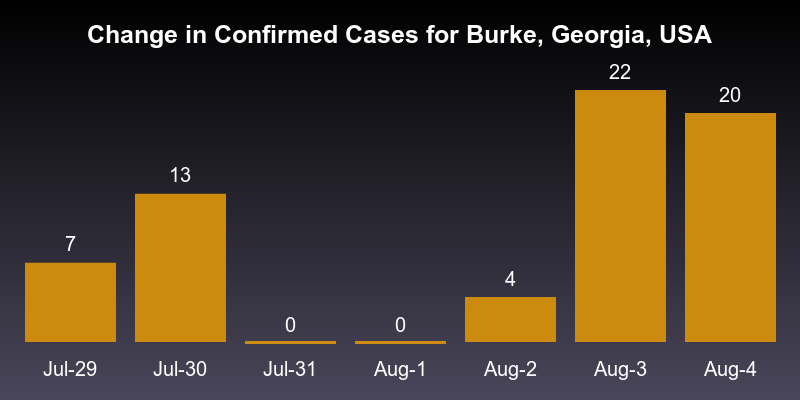 Change in Confirmed Cases for Burke, Georgia, USA
22
20
13
7
4
0
0
Jul-29
Jul-30
Jul-31
Aug-1
Aug-2
Aug-3
Aug-4